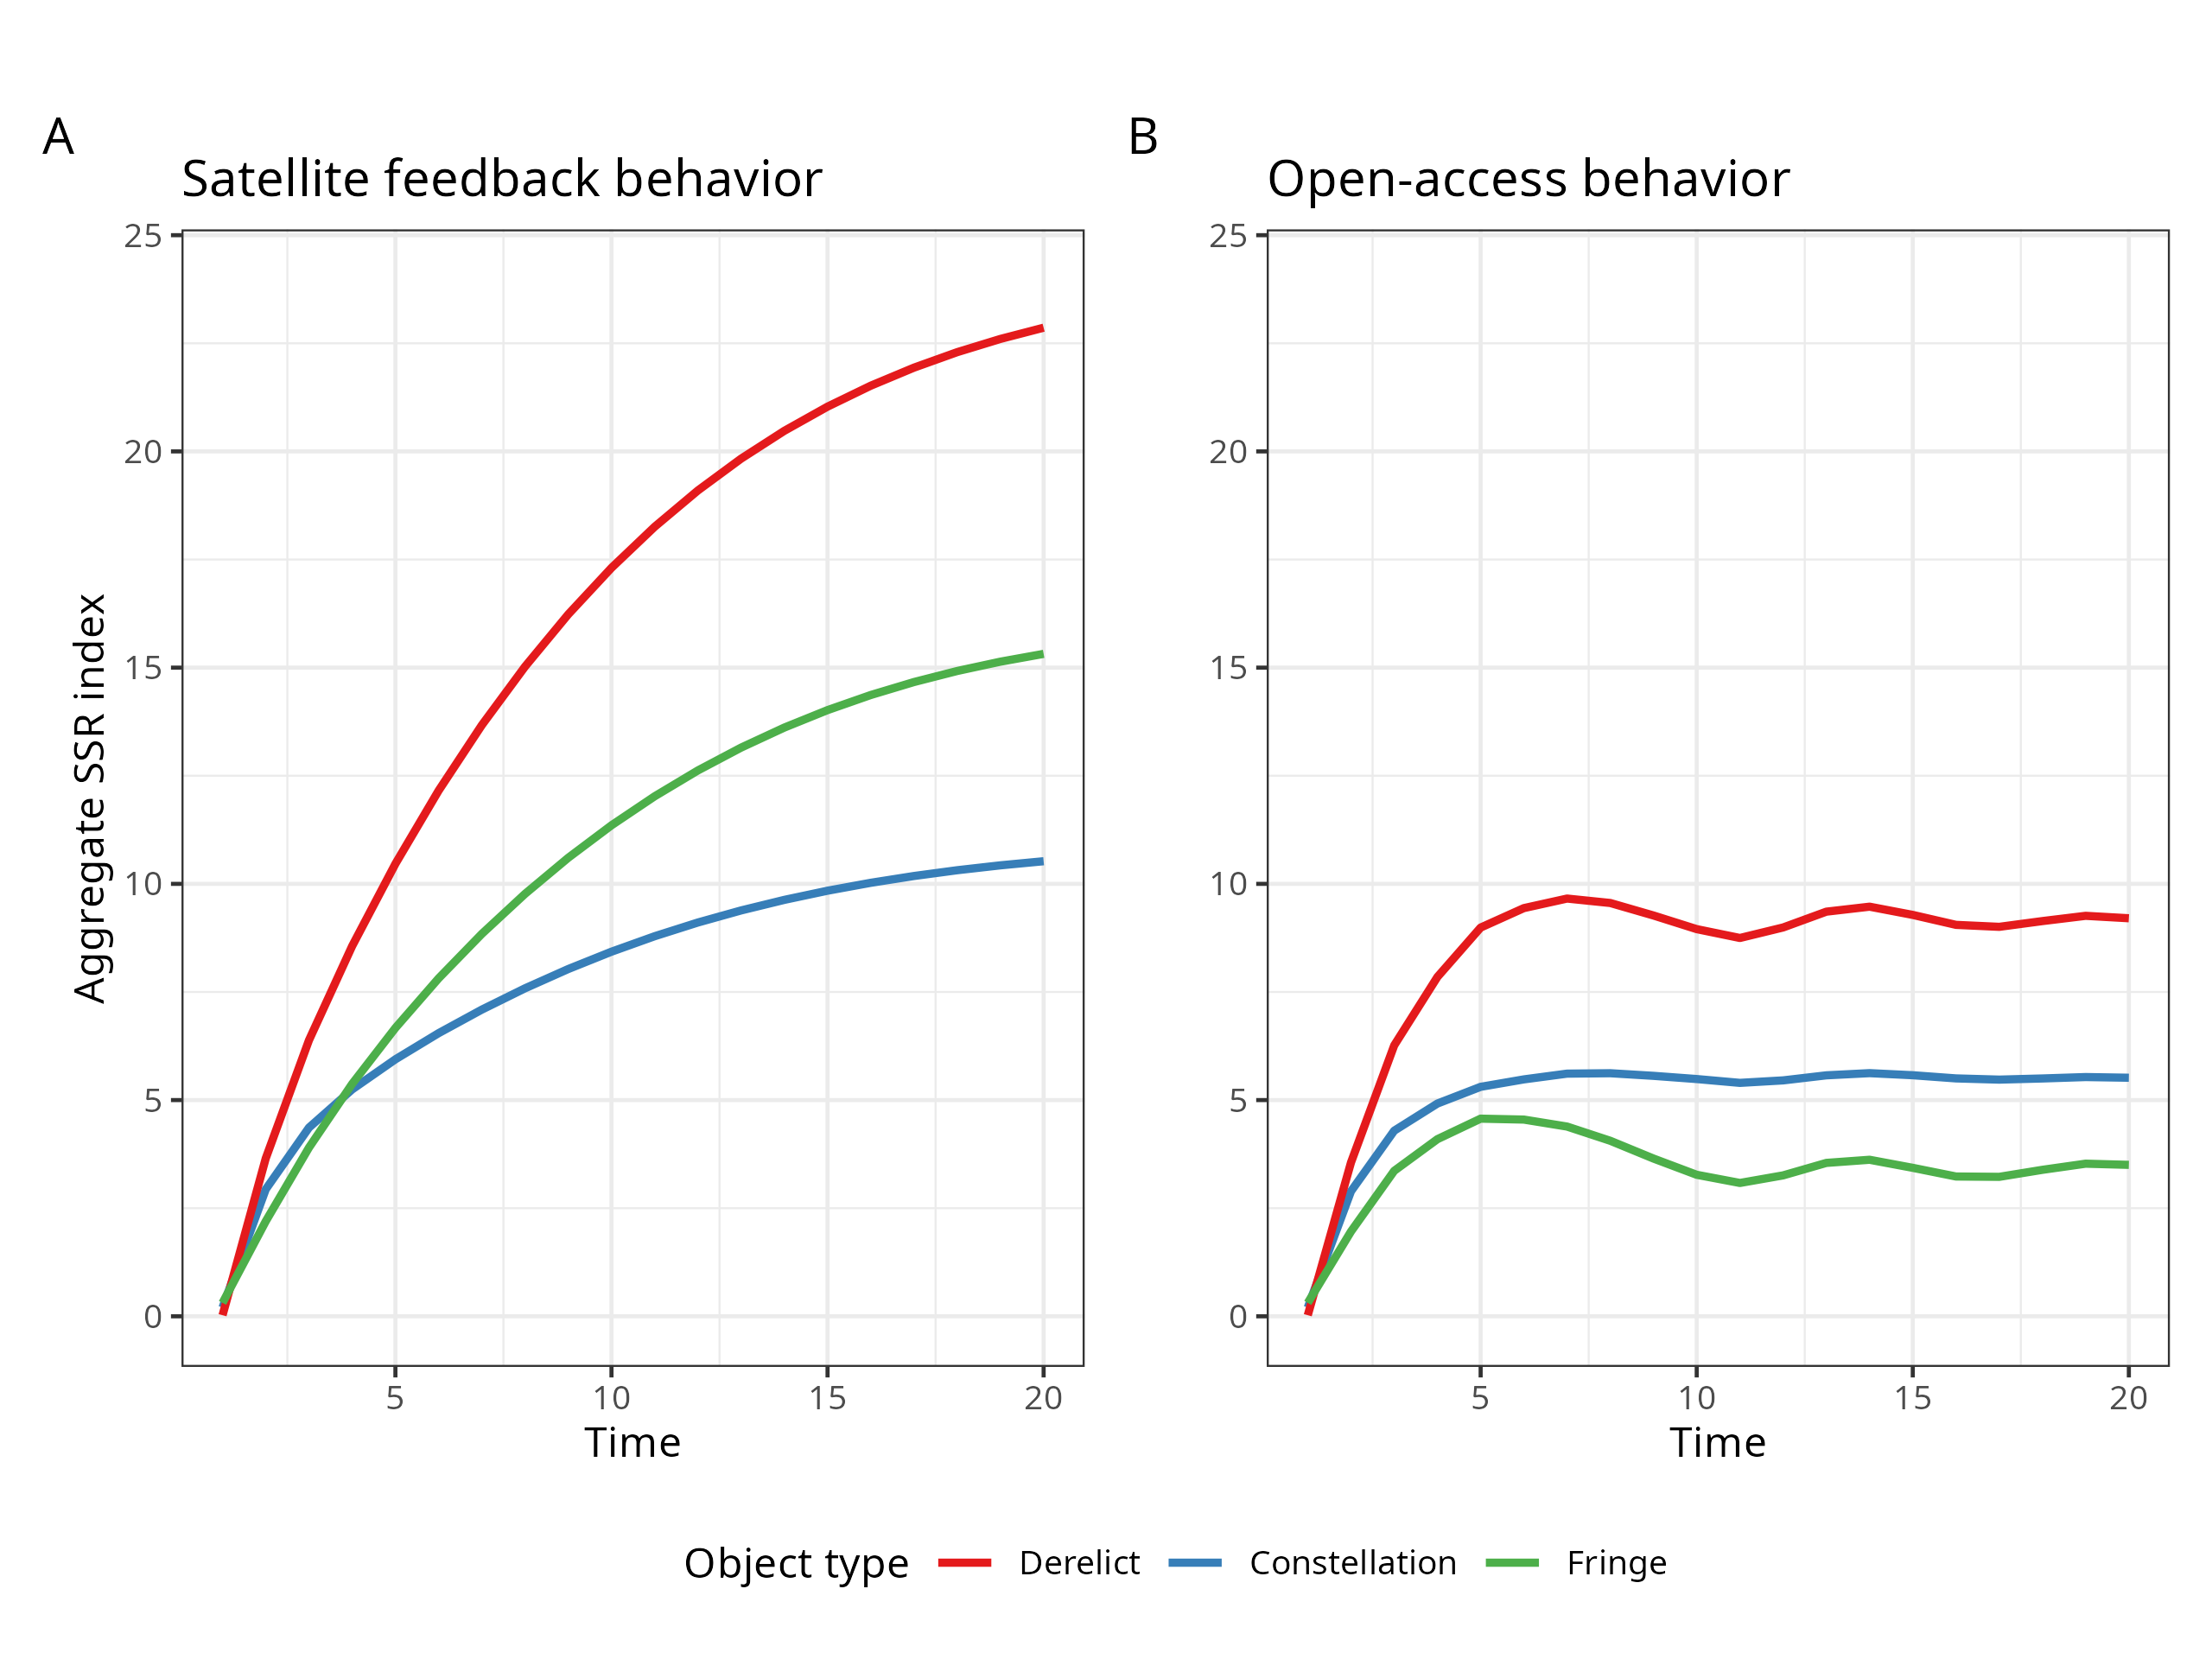 A
Satellite feedback behavior
25
20
15
10
5
0
Aggregate SSR index
5 10 15 20
Time
B
Open-access behavior
25
20
15
10
5
0
5 10 15 20
Time
Object type Derelict Constellation Fringe